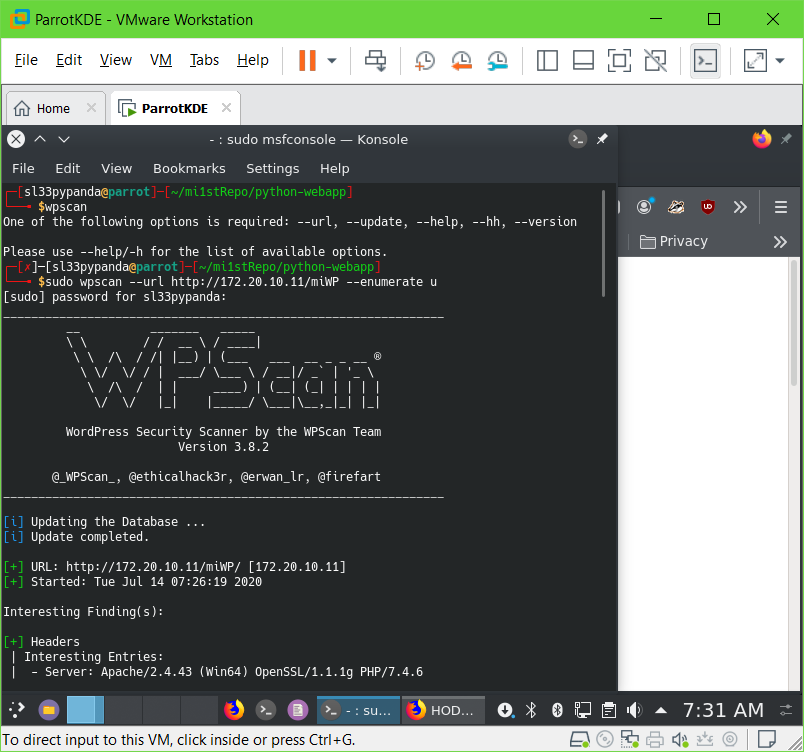 ParrotKDE - VMware Workstation
File Edit View VM Tabs Help
Home
ParrotKDE
- : sudo msfconsole — Konsole
File Edit View Bookmarks Settings Help
┌─[sl33pypanda@parrot]─[~/mi1stRepo/python-webapp]
└──╼ $wpscan
One of the following options is required: --url, --update, --help, --hh, --version
Please use --help/-h for the list of available options.
┌─[✗]─[sl33pypanda@parrot]─[~/mi1stRepo/python-webapp]
└──╼ $sudo wpscan --url http://172.20.10.11/miWP --enumerate u
[sudo] password for sl33pypanda:
WPScan ®
WordPress Security Scanner by the WPScan Team
Version 3.8.2
@_WPScan_, @ethicalhack3r, @erwan_lr, @firefart
[i] Updating the Database ...
[i] Update completed.
[+] URL: http://172.20.10.11/miWP/ [172.20.10.11]
[+] Started: Tue Jul 14 07:26:19 2020
Interesting Finding(s):
[+] Headers
| Interesting Entries:
|  - Server: Apache/2.4.43 (Win64) OpenSSL/1.1.1g PHP/7.4.6
Privacy
- : su...
HOD...
7:31 AM
To direct input to this VM, click inside or press Ctrl+G.